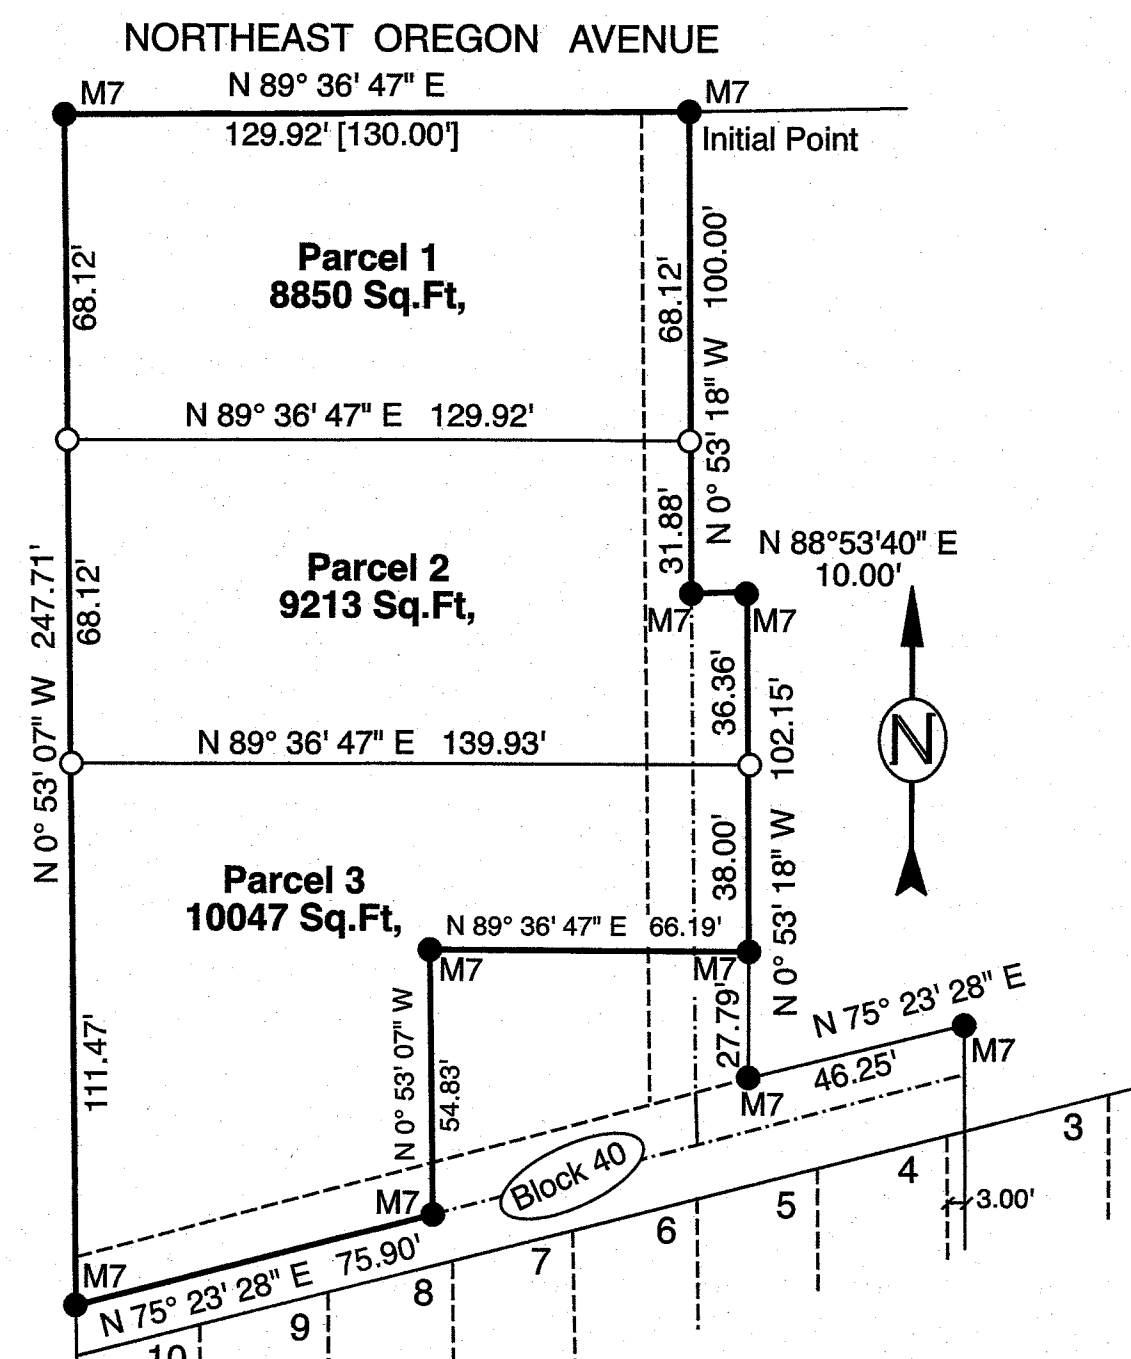 NORTHEAST OREGON AVENUE
M7
N 89° 36' 47" E
M7
129.92' [130.00']
Initial Point
68.12'
Parcel 1
8850 Sq.Ft,
68.12'
N 0° 53' 18" W 100.00'
N 89° 36' 47" E 129.92'
31.88'
N 88°53'40" E
10.00'
N 0° 53' 07" W 247.71'
68.12'
Parcel 2
9213 Sq.Ft,
M7
M7
36.36'
N 0° 53' 18" W 102.15'
N
N 89° 36' 47" E 139.93'
38.00'
Parcel 3
10047 Sq.Ft,
N 89° 36' 47" E 66.19'
M7
M7
27.79'
N 75° 23' 28" E
46.25'
M7
M7
111.47'
N 0° 53' 07" W
54.83'
Block 40
M7
M7
N 75° 23' 28" E 75.90'
3
4
3.00'
5
6
7
8
9
10